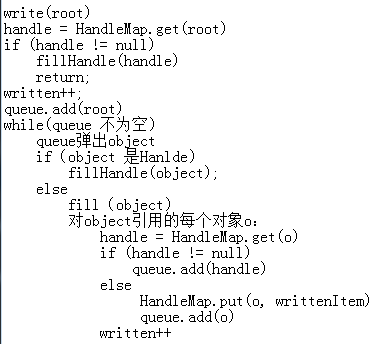 write(root)
handle = HandleMap.get(root)
if (handle != null)
    fillHandle(handle)
    return;
written++;
queue.add(root)
while(queue 不为空)
    queue弹出object
    if (object 是Hanlde)
        fillHandle(object);
    else
        fill (object)
        对object引用的每个对象o：
            handle = HandleMap.get(o)
            if (handle != null)
                queue.add(handle)
            else
                HandleMap.put(o, writtenItem)
                queue.add(o)
            written++